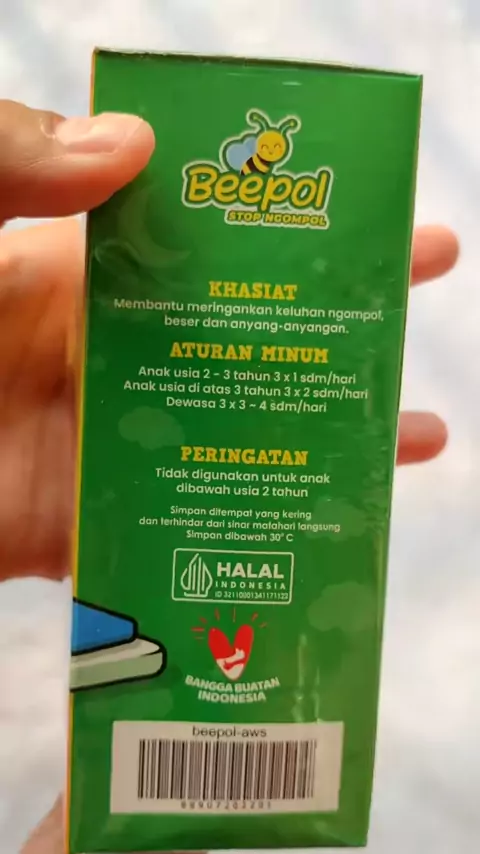 Beepol
STOP NGOMPOL
KHASIAT
Membantu meringankan keluhan ngompol,
beser dan anyang-anyangan.
ATURAN MINUM
Anak usia 2 - 3 tahun 3 x 1 sdm/hari
Anak usia di atas 3 tahun 3 x 2 sdm/hari
Dewasa 3 x 3 ~ 4 sdm/hari
PERINGATAN
Tidak digunakan untuk anak
dibawah usia 2 tahun
Simpan ditempat yang kering
dan terhindar dari sinar matahari langsung
Simpan dibawah 30° C
HALAL
INDONESIA
ID 32110001341171122
BANGGA BUATAN
INDONESIA
beepol-aws